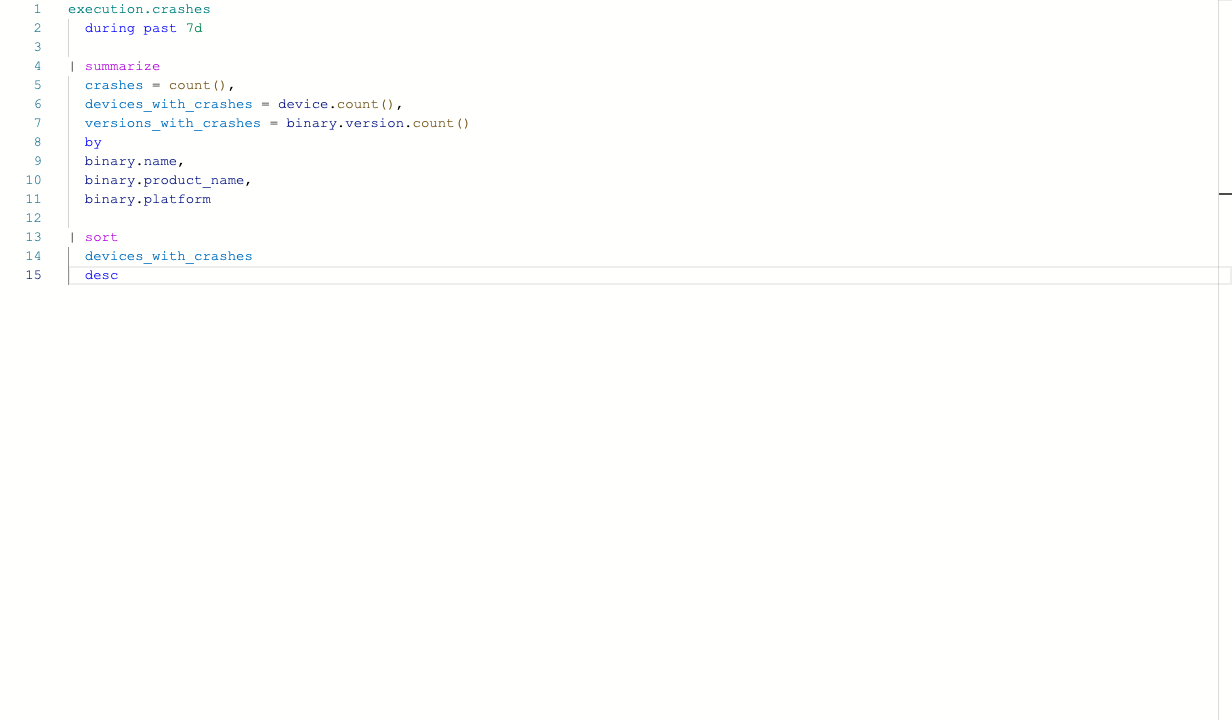 1 execution.crashes
2 during past 7d
3
4 | summarize
5 crashes = count(),
6 devices_with_crashes = device.count(),
7 versions_with_crashes = binary.version.count()
8 by
9 binary.name,
10 binary.product_name,
11 binary.platform
12
13 | sort
14 devices_with_crashes
15 desc